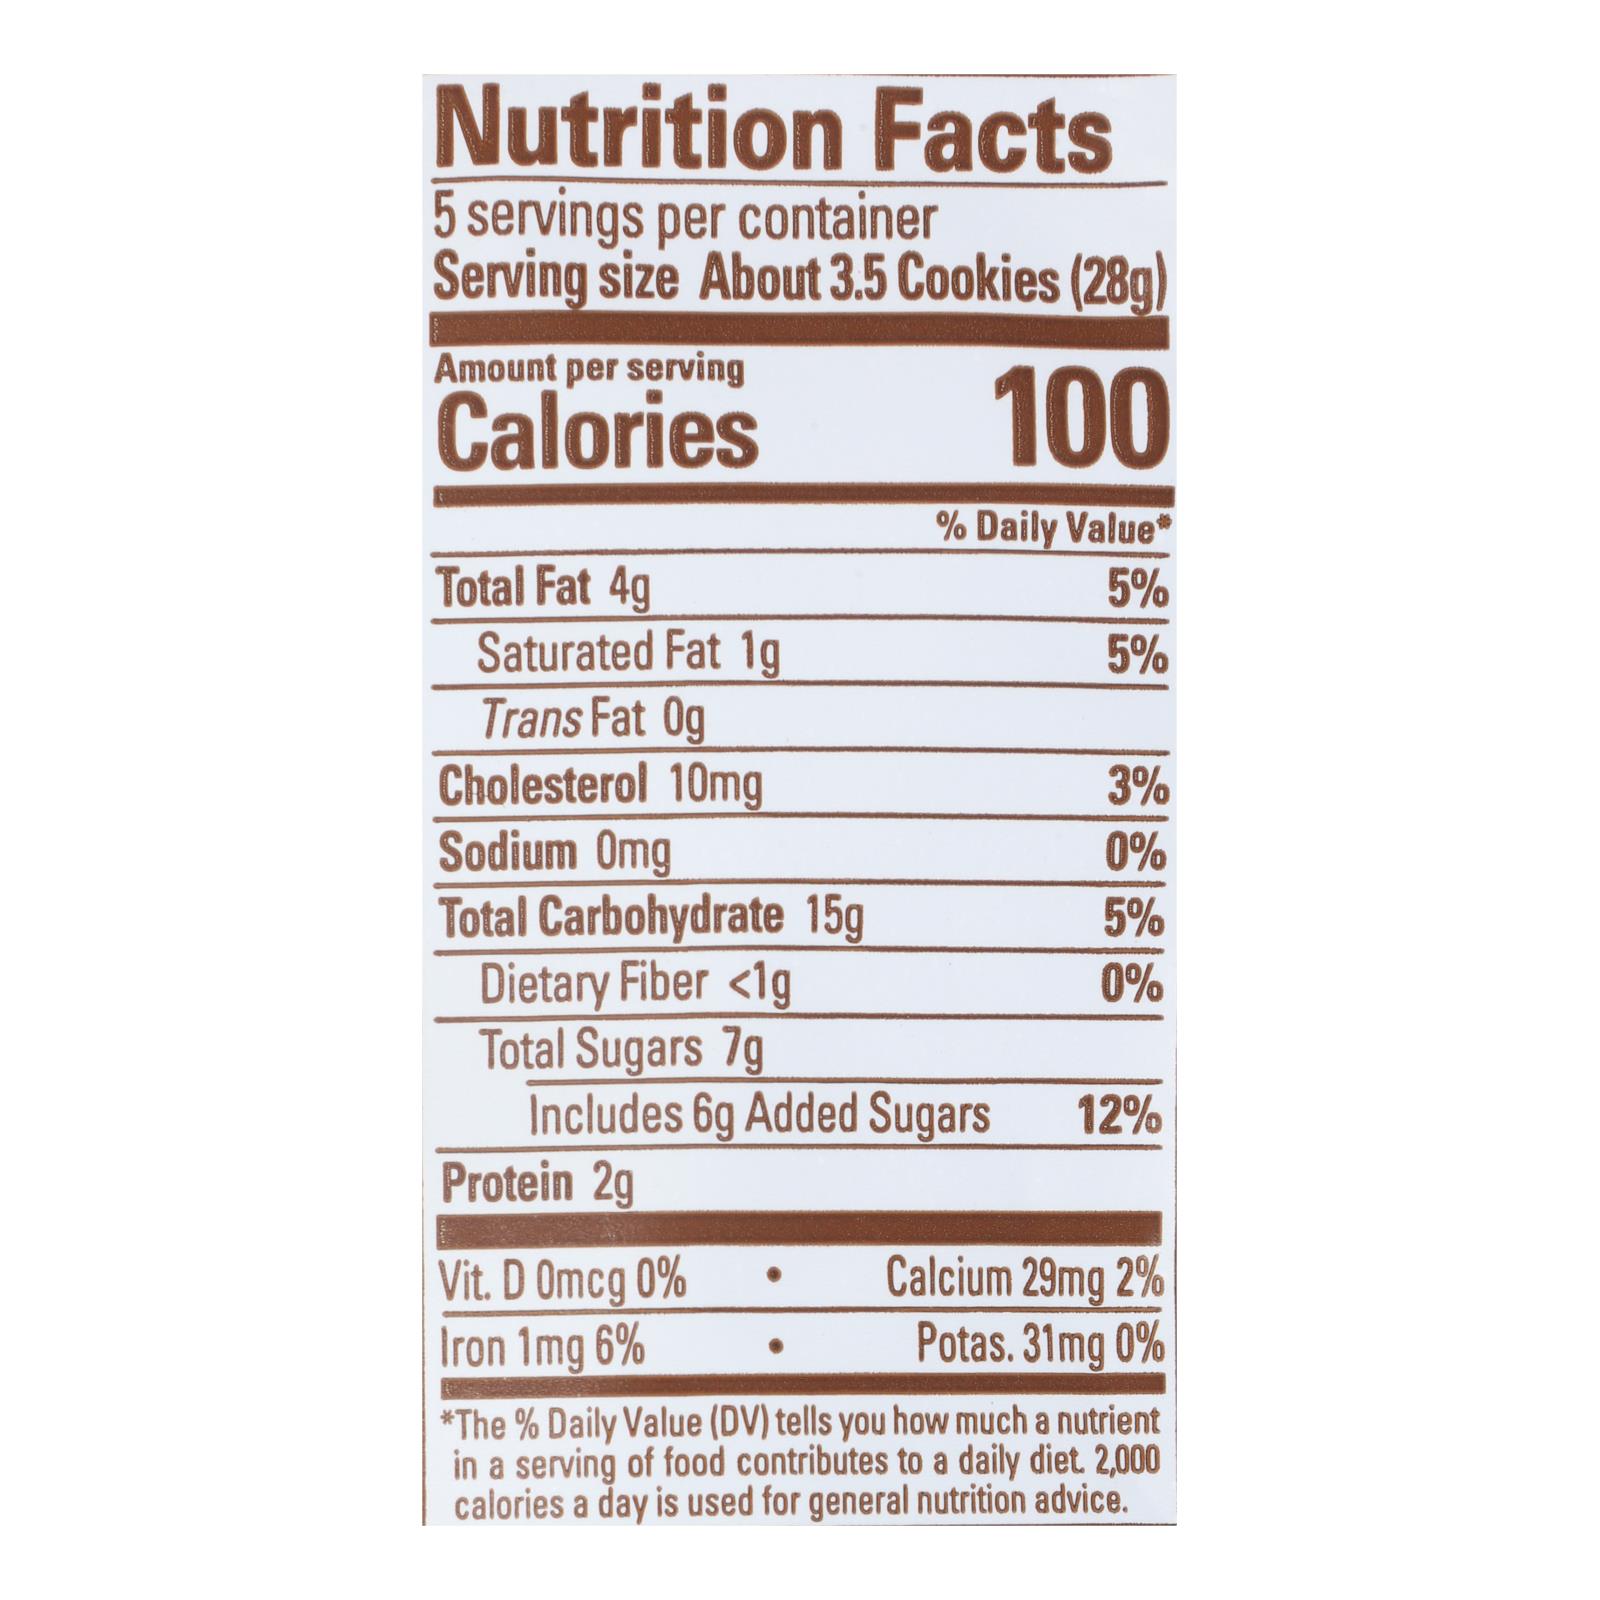 Nutrition Facts
5 servings per container
Serving size About 3.5 Cookies (28g)
Amount per serving
Calories 100
% Daily Value*
Total Fat 4g 5%
Saturated Fat 1g 5%
Trans Fat 0g
Cholesterol 10mg 3%
Sodium 0mg 0%
Total Carbohydrate 15g 5%
Dietary Fiber <1g 0%
Total Sugars 7g
Includes 6g Added Sugars 12%
Protein 2g
Vit. D 0mcg 0% • Calcium 29mg 2%
Iron 1mg 6% • Potas. 31mg 0%
*The % Daily Value (DV) tells you how much a nutrient
in a serving of food contributes to a daily diet. 2,000
calories a day is used for general nutrition advice.